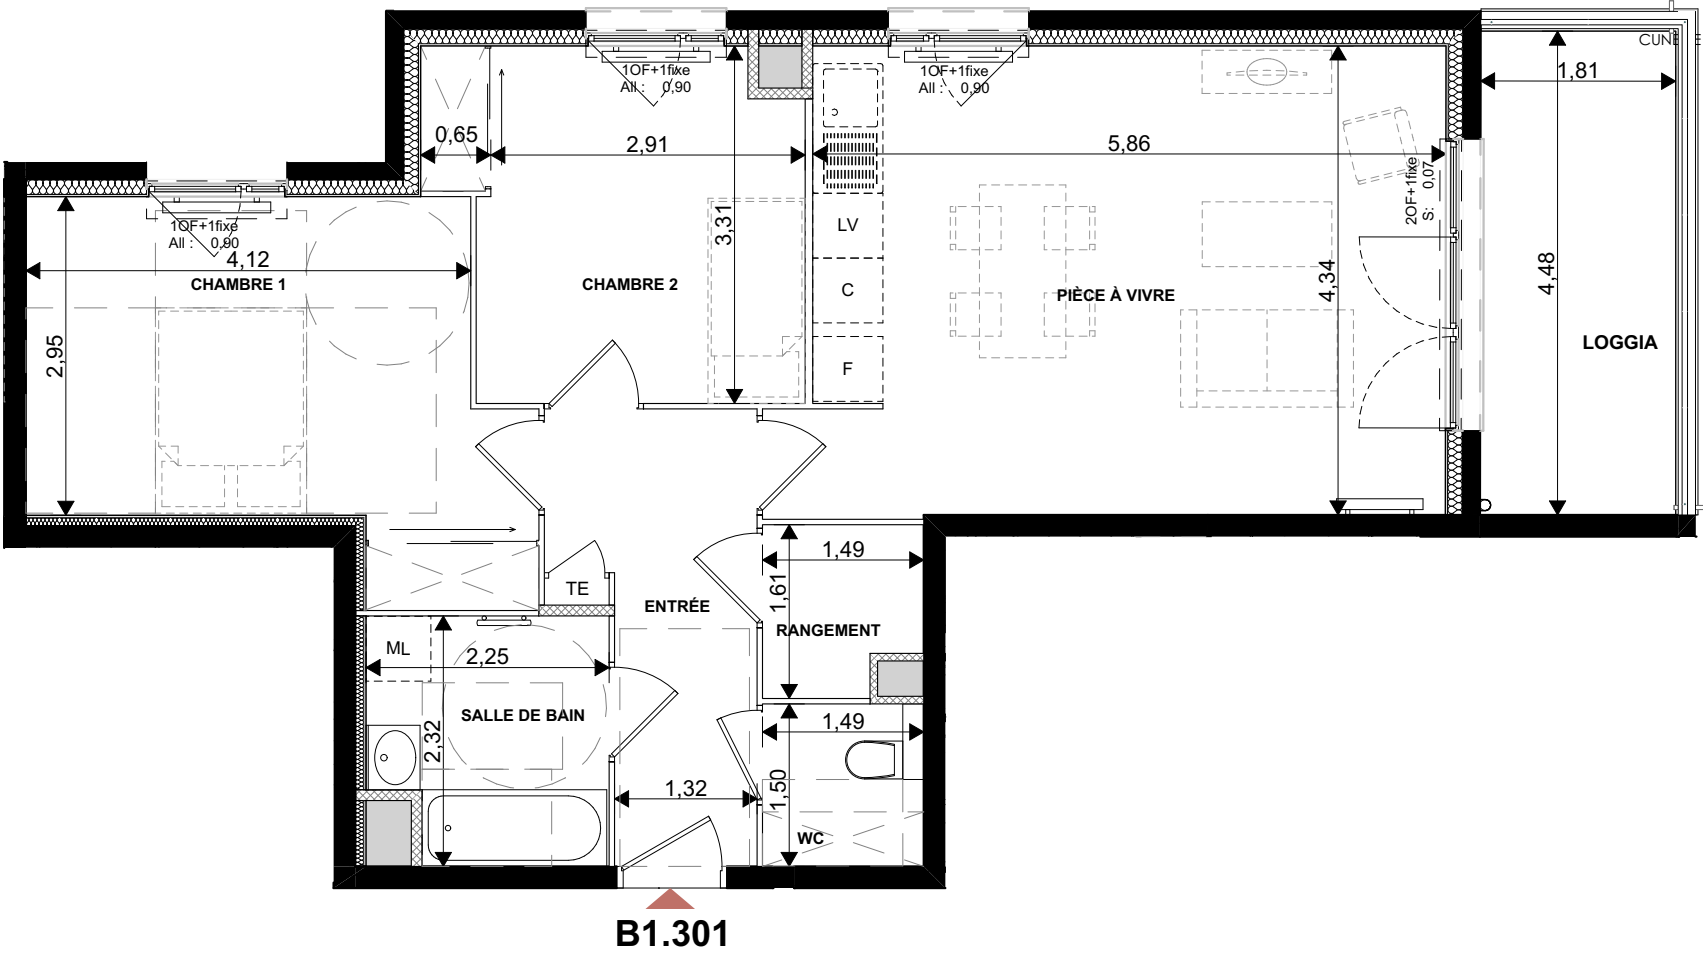 CUNE
1OF+1fixe
All : 0,90
1OF+1fixe
All : 0,90
1,81
0,65
2,91
5,86
2OF+1fixe
S: 0,07
3,31
LV
1OF+1fixe
All : 0,90
4,12
CHAMBRE 1
CHAMBRE 2
C
PIÈCE À VIVRE
4,34
4,48
LOGGIA
2,95
F
1,49
TE
1,61
ENTRÉE
RANGEMENT
ML
2,25
SALLE DE BAIN
2,32
1,49
1,32
1,50
WC
B1.301